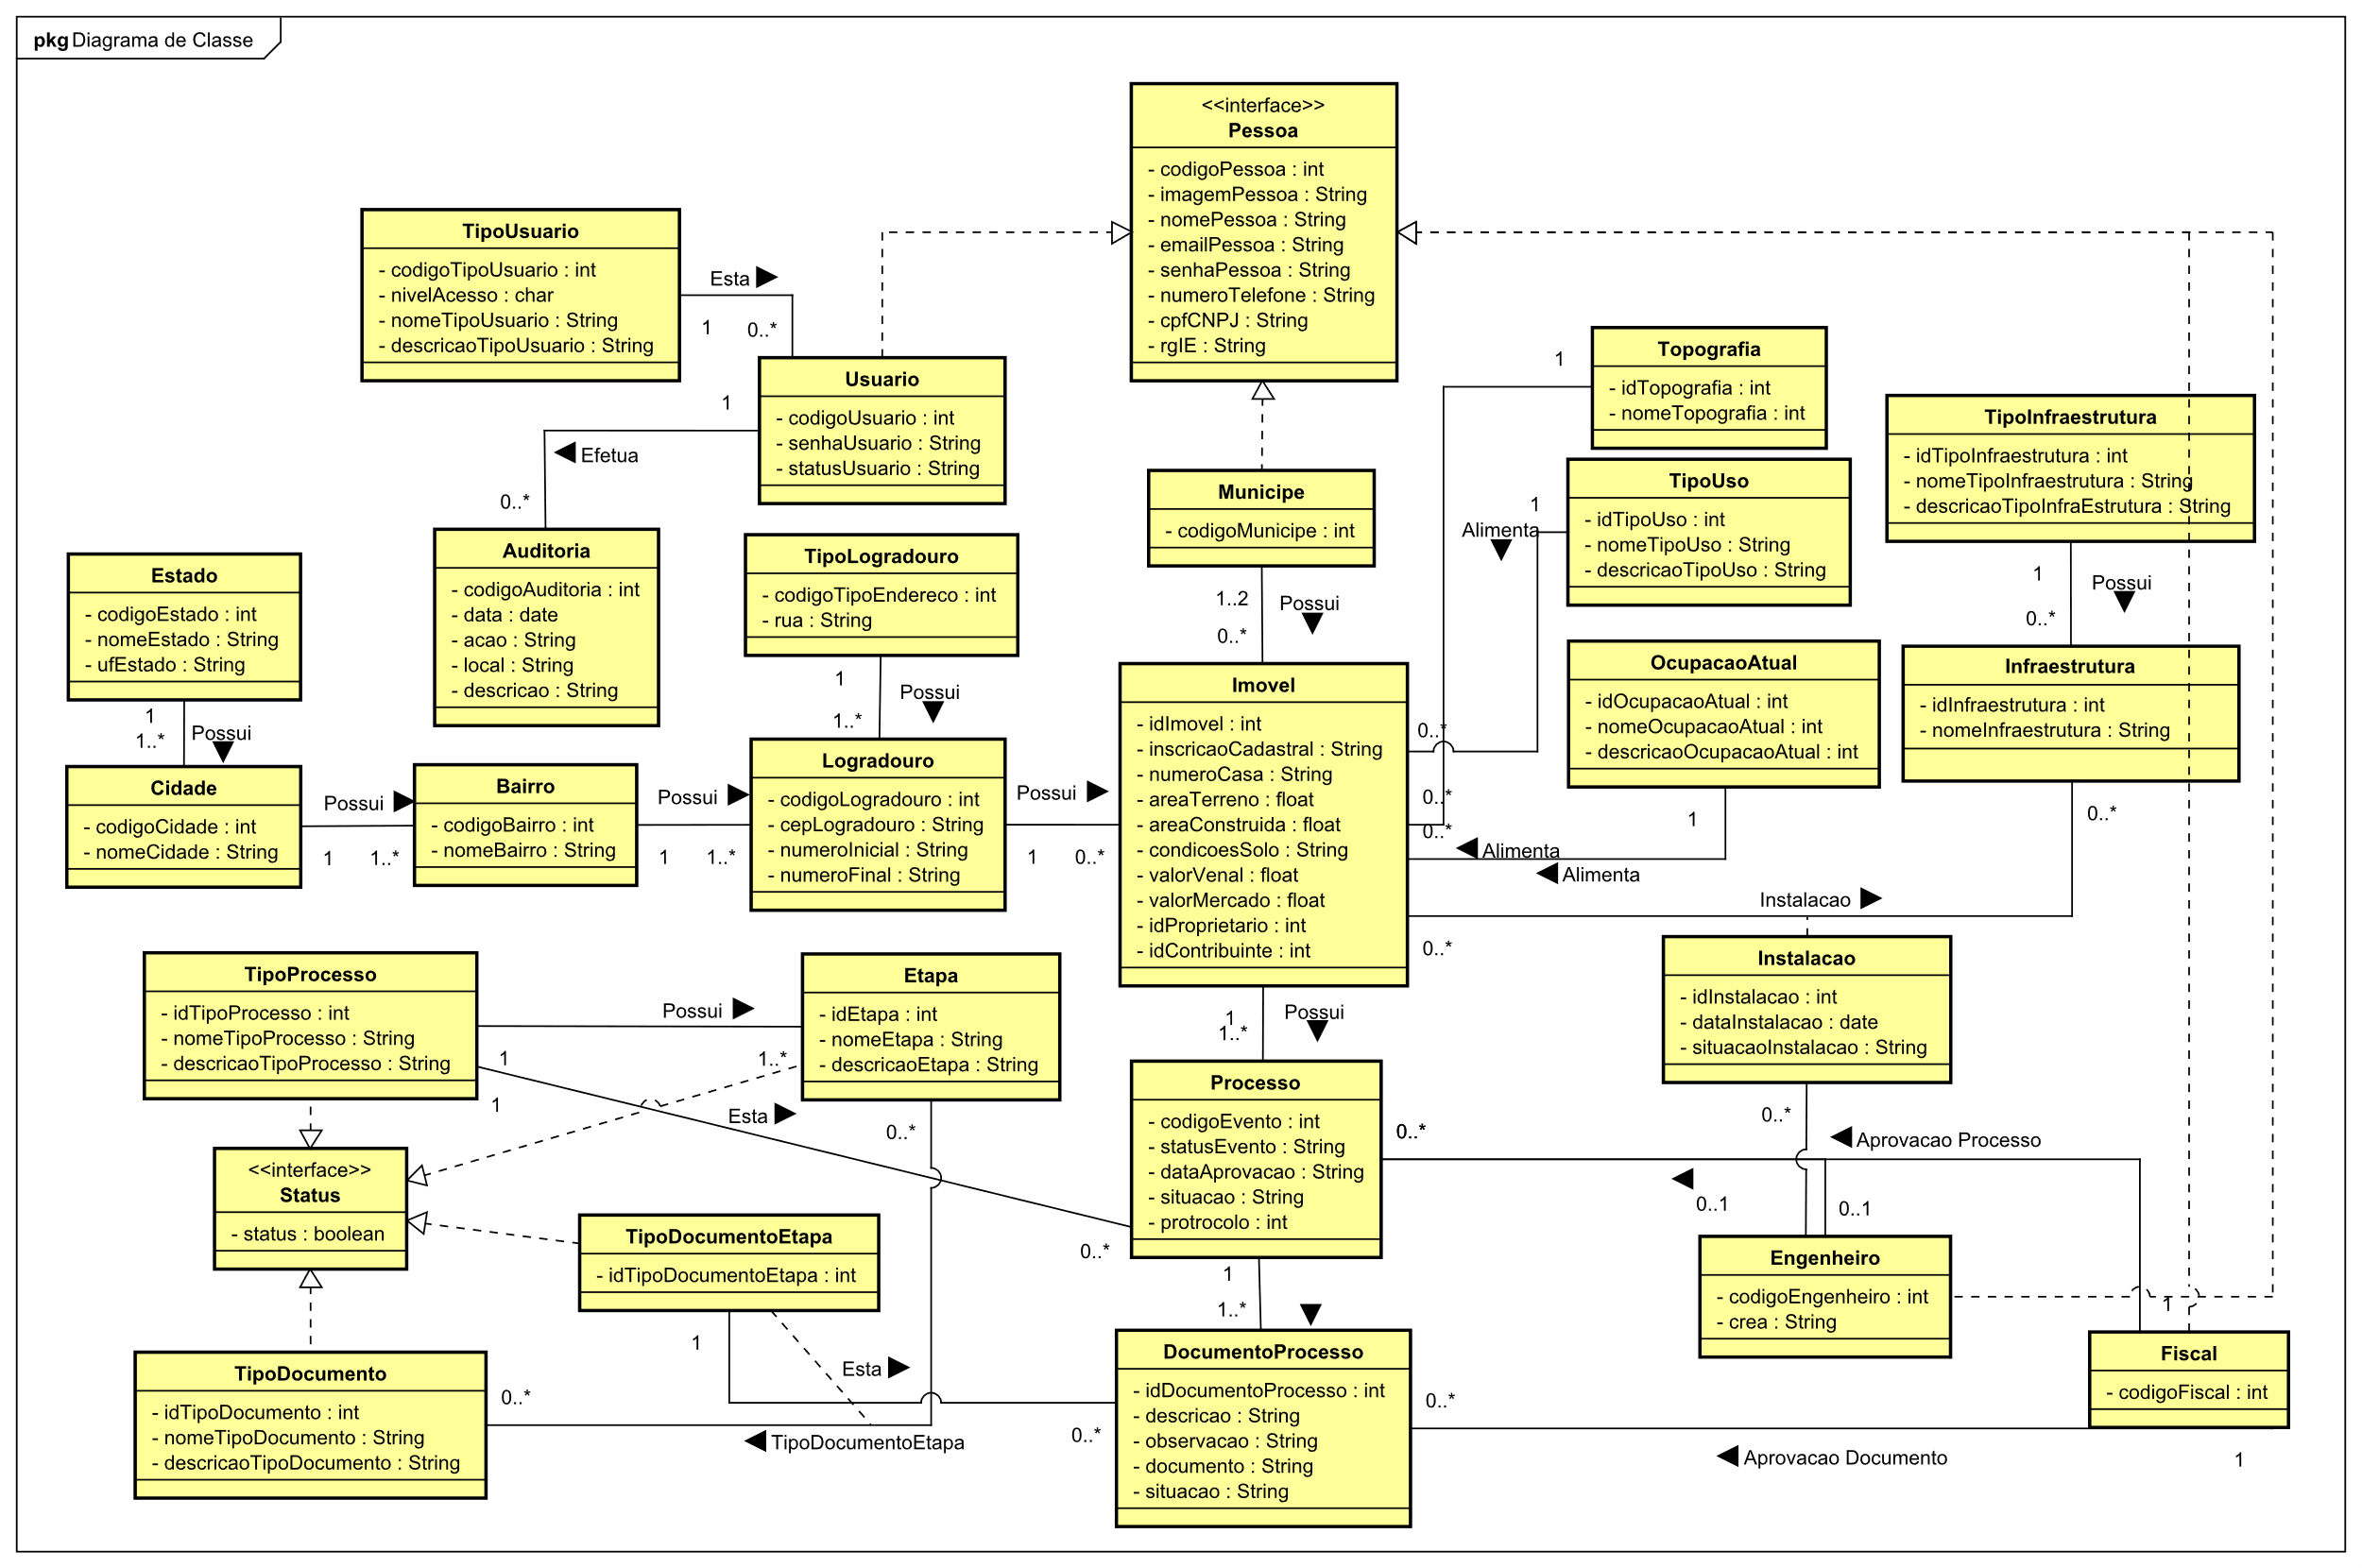 pkg Diagrama de Classe
<<interface>>
Pessoa
- codigoPessoa : int
- imagemPessoa : String
- nomePessoa : String
- emailPessoa : String
- senhaPessoa : String
- numeroTelefone : String
- cpfCNPJ : String
- rgIE : String
TipoUsuario
- codigoTipoUsuario : int
- nivelAcesso : char
- nomeTipoUsuario : String
- descricaoTipoUsuario : String
Esta
1
0..*
Usuario
- codigoUsuario : int
- senhaUsuario : String
- statusUsuario : String
1
Efetua
0..*
Auditoria
- codigoAuditoria : int
- data : date
- acao : String
- local : String
- descricao : String
Topografia
- idTopografia : int
- nomeTopografia : int
1
TipoUso
- idTipoUso : int
- nomeTipoUso : String
- descricaoTipoUso : String
1
Alimenta
TipoInfraestrutura
- idTipoInfraestrutura : int
- nomeTipoInfraestrutura : String
- descricaoTipoInfraEstrutura : String
1
Possui
0..*
Municipe
- codigoMunicipe : int
1..2
Possui
0..*
TipoLogradouro
- codigoTipoEndereco : int
- rua : String
1
Possui
1..*
Estado
- codigoEstado : int
- nomeEstado : String
- ufEstado : String
1
Possui
1..*
Cidade
- codigoCidade : int
- nomeCidade : String
Possui
1
1..*
Bairro
- codigoBairro : int
- nomeBairro : String
Possui
1
1..*
Logradouro
- codigoLogradouro : int
- cepLogradouro : String
- numeroInicial : String
- numeroFinal : String
Possui
1
0..*
Imovel
- idImovel : int
- inscricaoCadastral : String
- numeroCasa : String
- areaTerreno : float
- areaConstruida : float
- condicoesSolo : String
- valorVenal : float
- valorMercado : float
- idProprietario : int
- idContribuinte : int
0..*
0..*
0..*
Alimenta
Alimenta
0..*
OcupacaoAtual
- idOcupacaoAtual : int
- nomeOcupacaoAtual : int
- descricaoOcupacaoAtual : int
1
Infraestrutura
- idInfraestrutura : int
- nomeInfraestrutura : String
0..*
Instalacao
Instalacao
- idInstalacao : int
- dataInstalacao : date
- situacaoInstalacao : String
0..*
TipoProcesso
- idTipoProcesso : int
- nomeTipoProcesso : String
- descricaoTipoProcesso : String
Possui
1
1..*
1
Esta
Etapa
- idEtapa : int
- nomeEtapa : String
- descricaoEtapa : String
0..*
1
Possui
1..*
Processo
- codigoEvento : int
- statusEvento : String
- dataAprovacao : String
- situacao : String
- protrocolo : int
0..*
0..*
Aprovacao Processo
0..1
0..1
<<interface>>
Status
- status : boolean
TipoDocumentoEtapa
- idTipoDocumentoEtapa : int
1
Esta
1
1..*
Engenheiro
- codigoEngenheiro : int
- crea : String
1
Fiscal
- codigoFiscal : int
TipoDocumento
- idTipoDocumento : int
- nomeTipoDocumento : String
- descricaoTipoDocumento : String
0..*
TipoDocumentoEtapa
0..*
DocumentoProcesso
- idDocumentoProcesso : int
- descricao : String
- observacao : String
- documento : String
- situacao : String
0..*
Aprovacao Documento
1